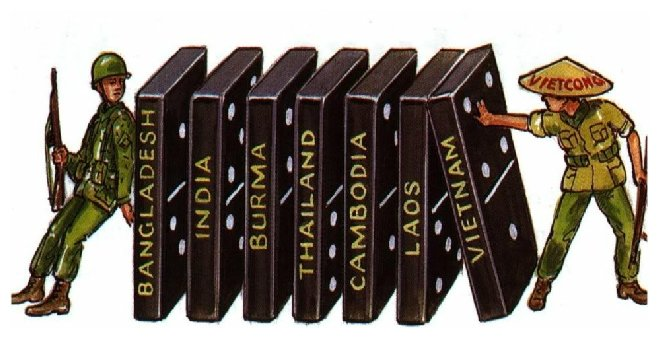 BANGLADESH
INDIA
BURMA
THAILAND
CAMBODIA
LAOS
VIETNAM
VIETCONG